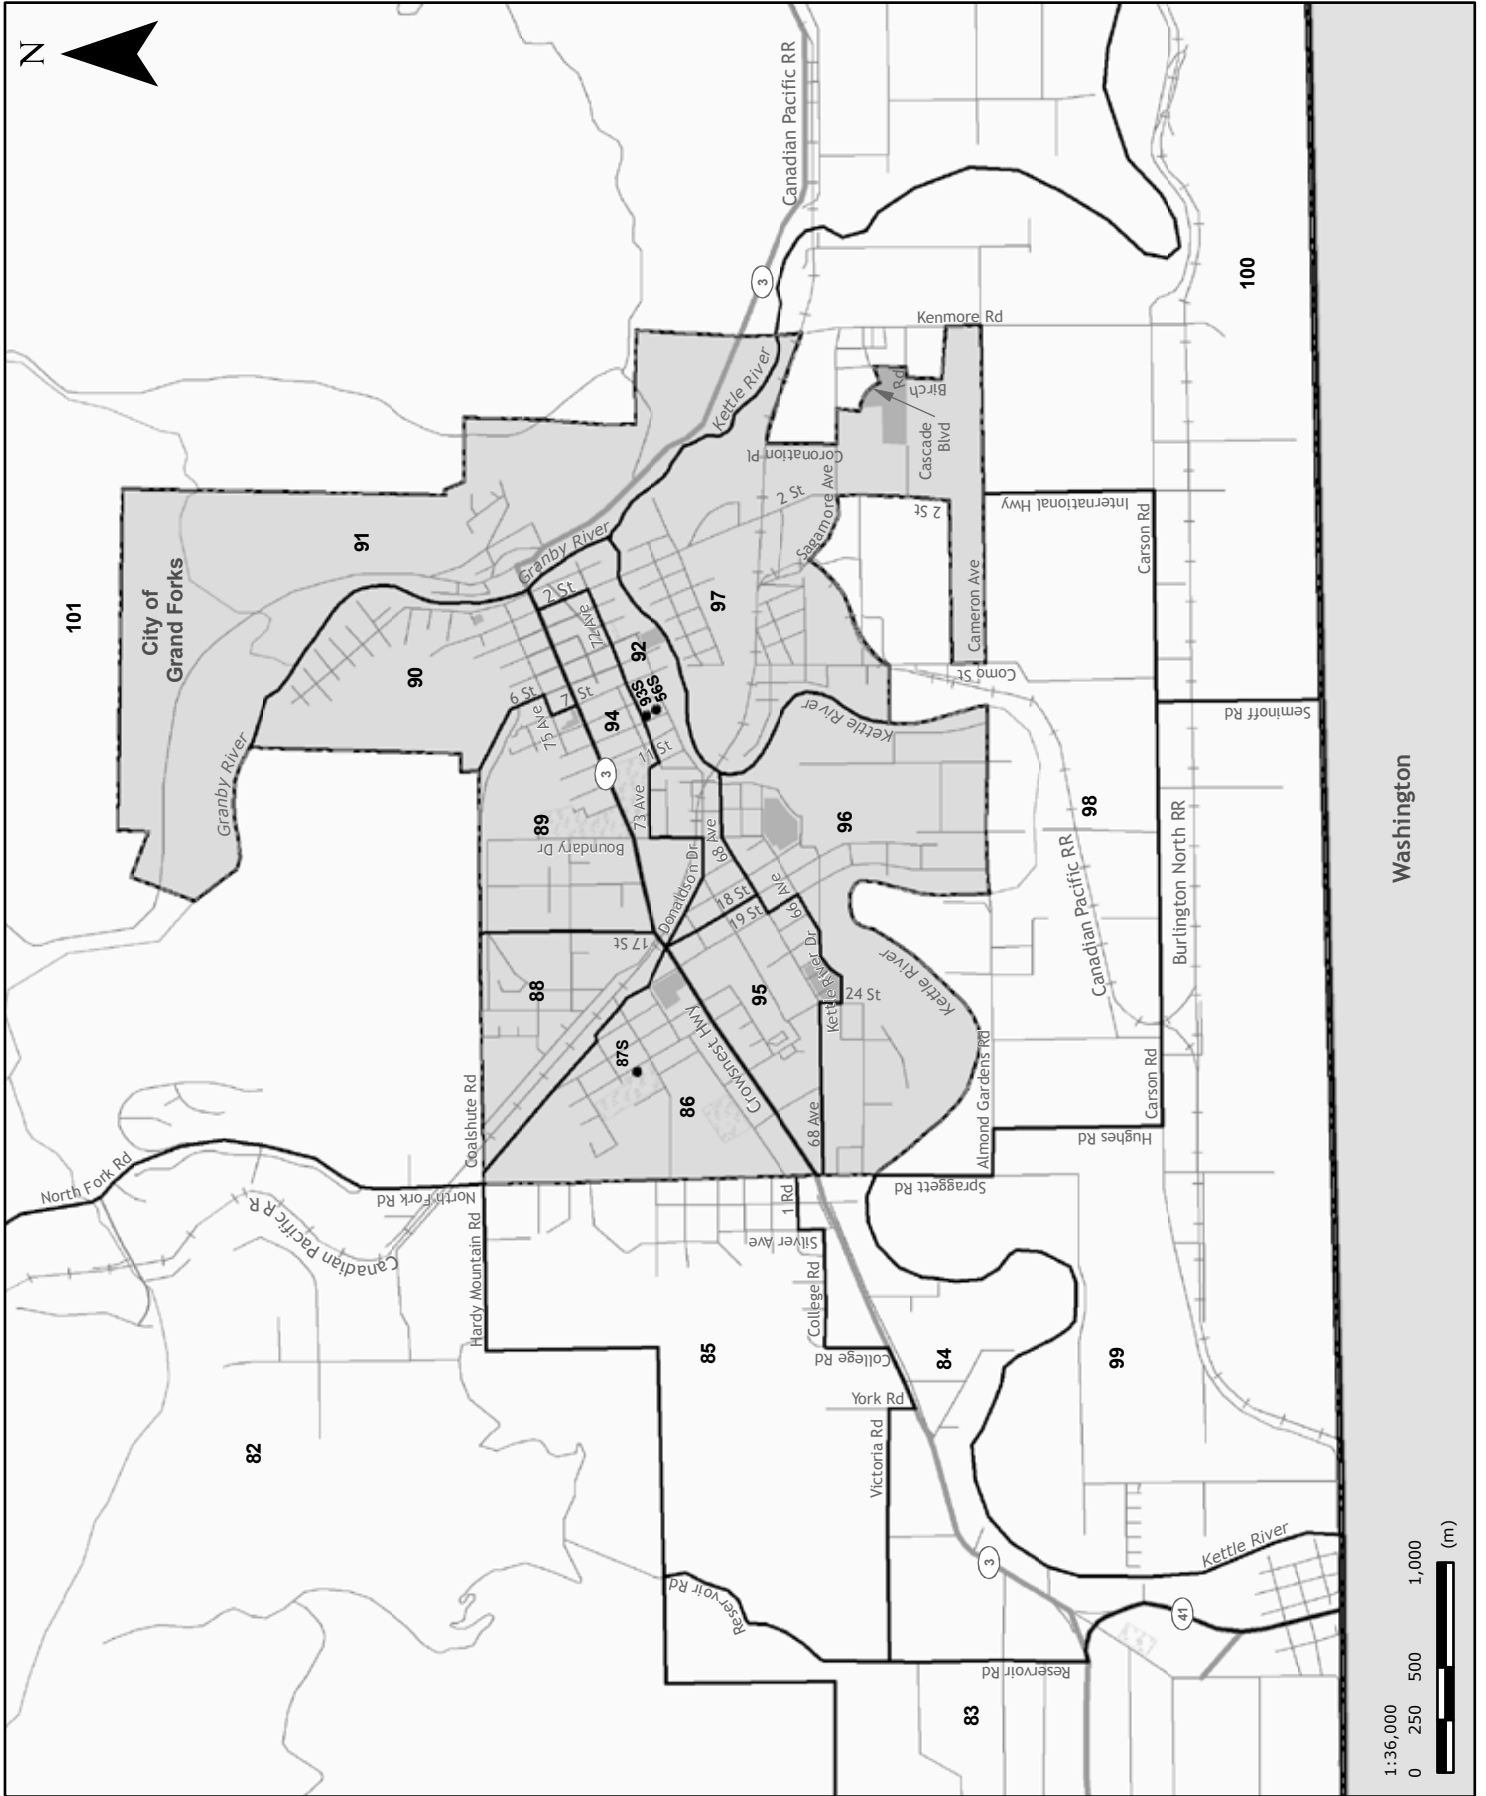 N
Canadian Pacific RR
3
101
City of
Grand Forks
91
Granby River
Kettle River
Kenmore Rd
100
Birch
Rd
Cascade
Blvd
Coronation Pl
Sagamore Ave
2 St
2 St
International Hwy
Carson Rd
Cameron Ave
Como St
97
90
2 St
72 Ave
92
93S
56S
6 St
7 St
75 Ave
94
11 St
3
73 Ave
Granby River
Kettle River
Seminoff Rd
98
Washington
89
Boundary Dr
Donaldson Dr
68 Ave
96
18 St
19 St
66 Ave
17 St
88
95
Kettle River Dr
24 St
Kettle River
Canadian Pacific RR
Burlington North RR
87S
86
Crowsnest Hwy
68 Ave
Coalshute Rd
Almond Gardens Rd
Carson Rd
Hughes Rd
Spraggett Rd
North Fork Rd
North Fork Rd
Canadian Pacific RR
Hardy Mountain Rd
1 Rd
Silver Ave
College Rd
College Rd
85
84
99
York Rd
Victoria Rd
82
3
Kettle River
Reservoir Rd
41
Reservoir Rd
83
1:36,000
0 250 500 1,000
(m)